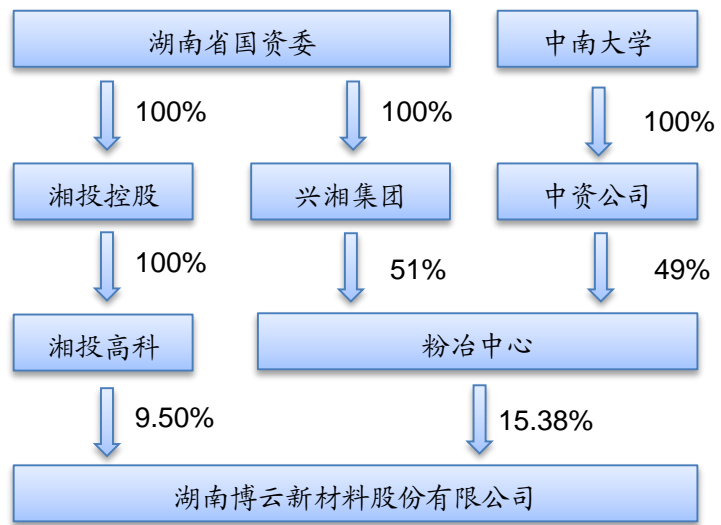 湖南省国资委
中南大学
100%
100%
100%
湘投控股
兴湘集团
中资公司
100%
51%
49%
湘投高科
粉冶中心
9.50%
15.38%
湖南博云新材料股份有限公司